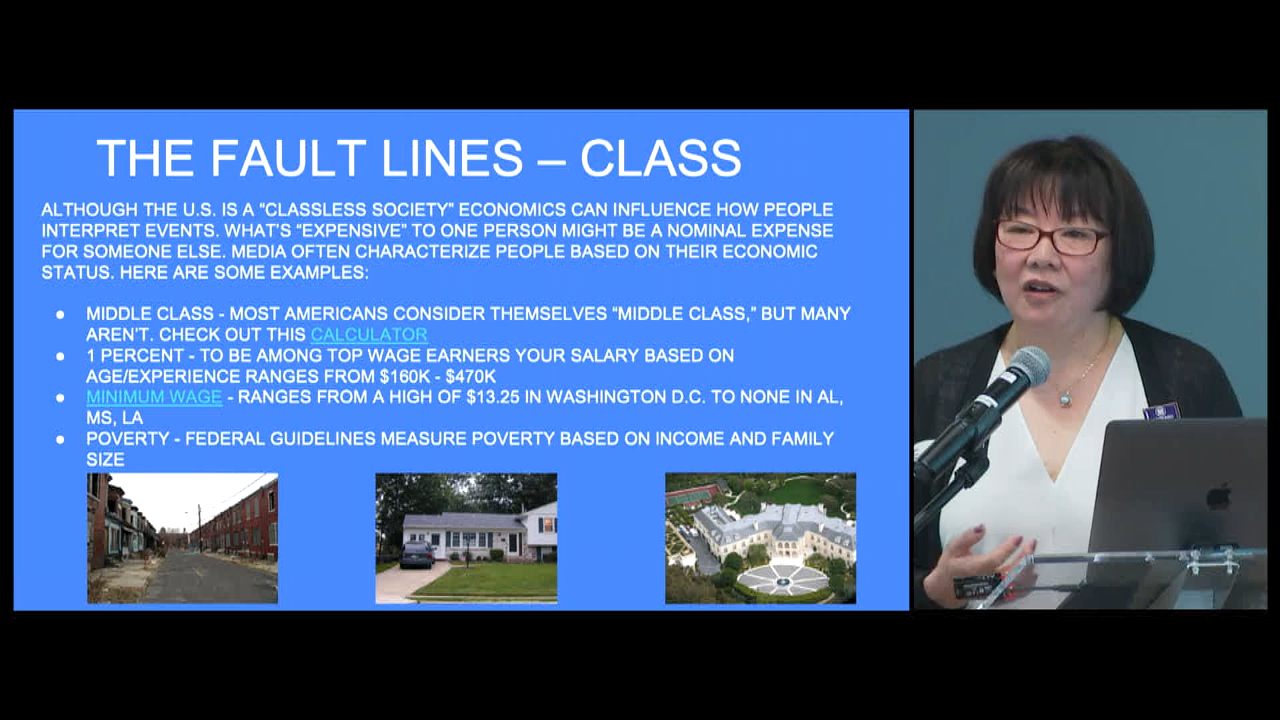 THE FAULT LINES – CLASS
ALTHOUGH THE U.S. IS A “CLASSLESS SOCIETY” ECONOMICS CAN INFLUENCE HOW PEOPLE
INTERPRET EVENTS. WHAT’S “EXPENSIVE” TO ONE PERSON MIGHT BE A NOMINAL EXPENSE
FOR SOMEONE ELSE. MEDIA OFTEN CHARACTERIZE PEOPLE BASED ON THEIR ECONOMIC
STATUS. HERE ARE SOME EXAMPLES:
● MIDDLE CLASS - MOST AMERICANS CONSIDER THEMSELVES “MIDDLE CLASS,” BUT MANY
AREN’T. CHECK OUT THIS CALCULATOR
● 1 PERCENT - TO BE AMONG TOP WAGE EARNERS YOUR SALARY BASED ON
AGE/EXPERIENCE RANGES FROM $160K - $470K
● MINIMUM WAGE - RANGES FROM A HIGH OF $13.25 IN WASHINGTON D.C. TO NONE IN AL,
MS, LA
● POVERTY - FEDERAL GUIDELINES MEASURE POVERTY BASED ON INCOME AND FAMILY
SIZE